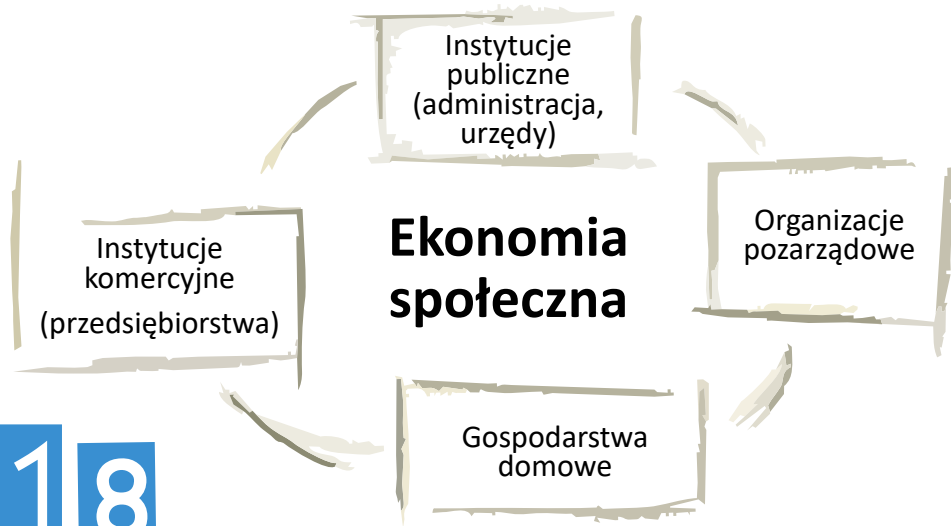 Instytucje
publiczne
(administracja,
urzędy)
Organizacje
pozarządowe
Ekonomia
społeczna
Instytucje
komercyjne
(przedsiębiorstwa)
Gospodarstwa
domowe
18